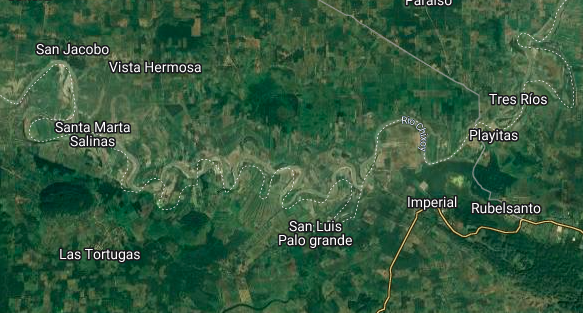 Paraíso
San Jacobo
Vista Hermosa
Tres Ríos
Río Chixoy
Santa Marta
Salinas
Playitas
Imperial
Rubelsanto
San Luis
Palo grande
Las Tortugas